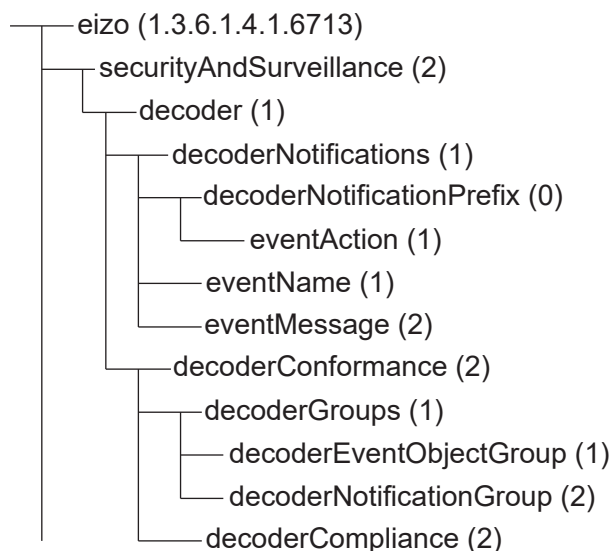 eizo (1.3.6.1.4.1.6713)
securityAndSurveillance (2)
decoder (1)
decoderNotifications (1)
decoderNotificationPrefix (0)
eventAction (1)
eventName (1)
eventMessage (2)
decoderConformance (2)
decoderGroups (1)
decoderEventObjectGroup (1)
decoderNotificationGroup (2)
decoderCompliance (2)